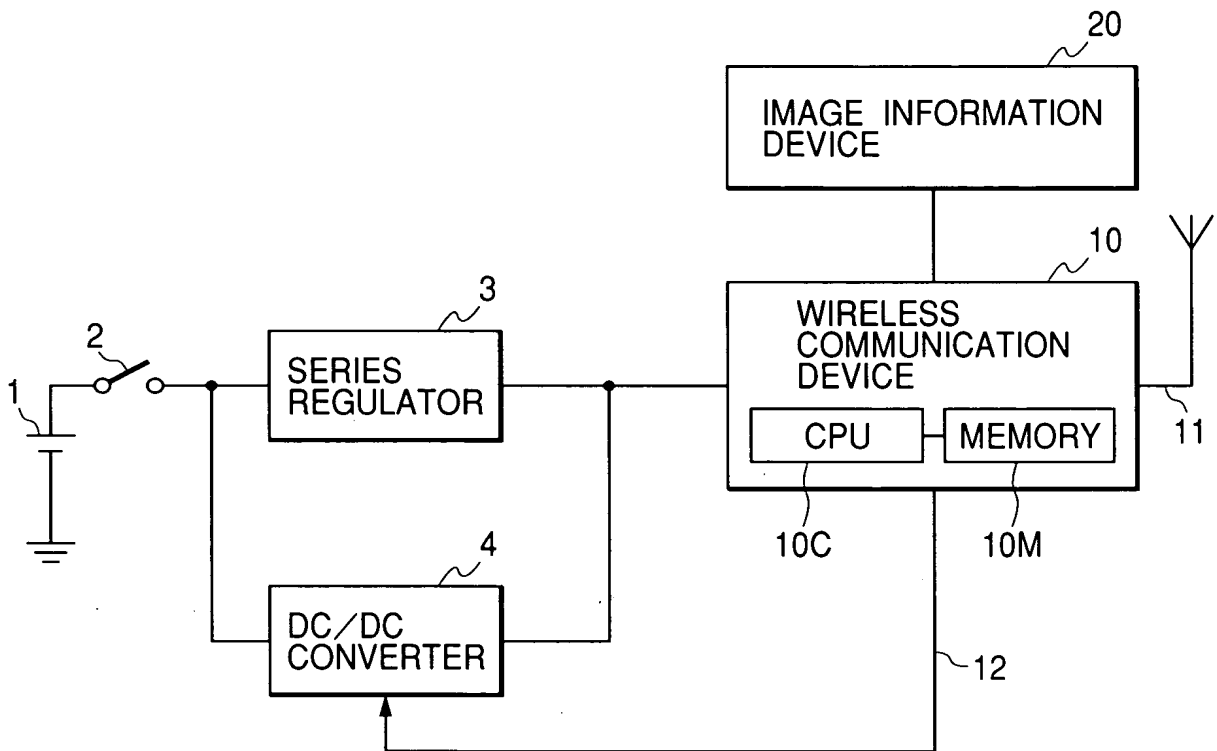 20
IMAGE INFORMATION
DEVICE
10
WIRELESS
COMMUNICATION
DEVICE
CPU
MEMORY
10C
10M
11
3
SERIES
REGULATOR
2
1
4
DC/DC
CONVERTER
12